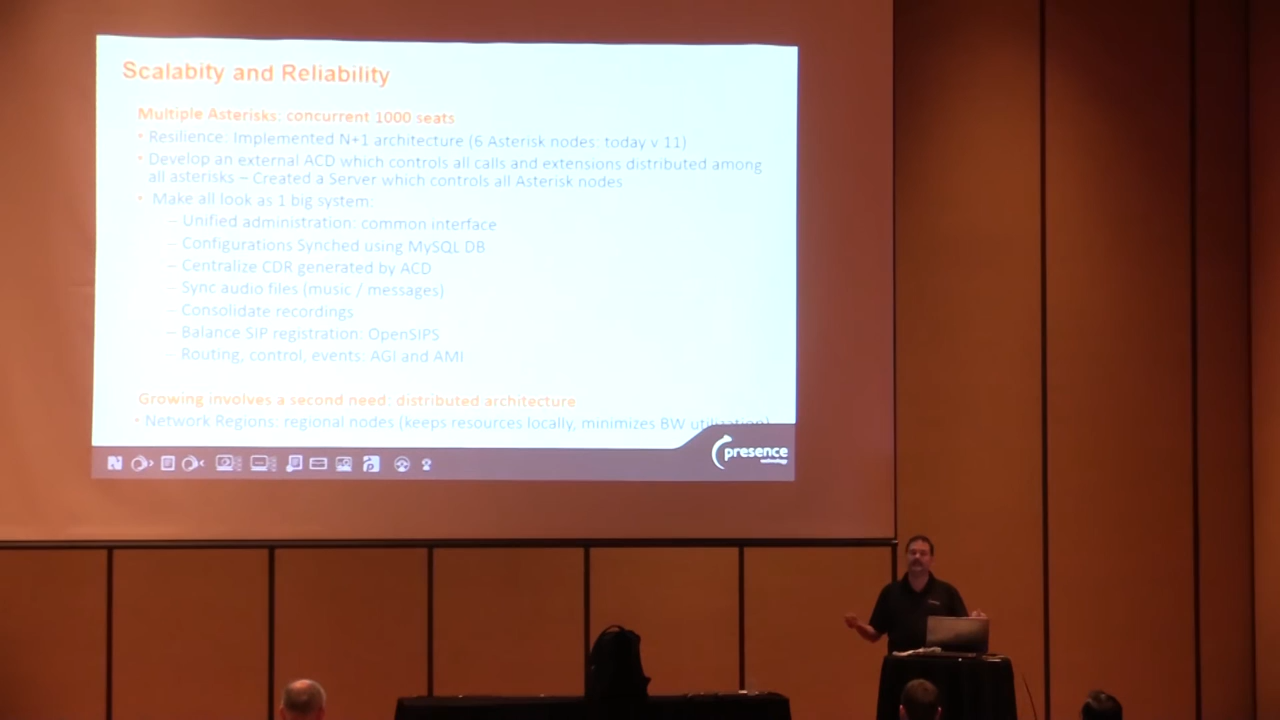 Scalabity and Reliability
Multiple Asterisks: concurrent 1000 seats
• Resilience: Implemented N+1 architecture (6 Asterisk nodes: today v 11)
• Develop an external ACD which controls all calls and extensions distributed among
all asterisks – Created a Server which controls all Asterisk nodes
• Make all look as 1 big system:
– Unified administration: common interface
– Configurations Synched using MySQL DB
– Centralize CDR generated by ACD
– Sync audio files (music / messages)
– Consolidate recordings
– Balance SIP registration: OpenSIPS
– Routing, control, events: AGI and AMI
Growing involves a second need: distributed architecture
• Network Regions: regional nodes (keeps resources locally, minimizes BW utilization)
presence
technology